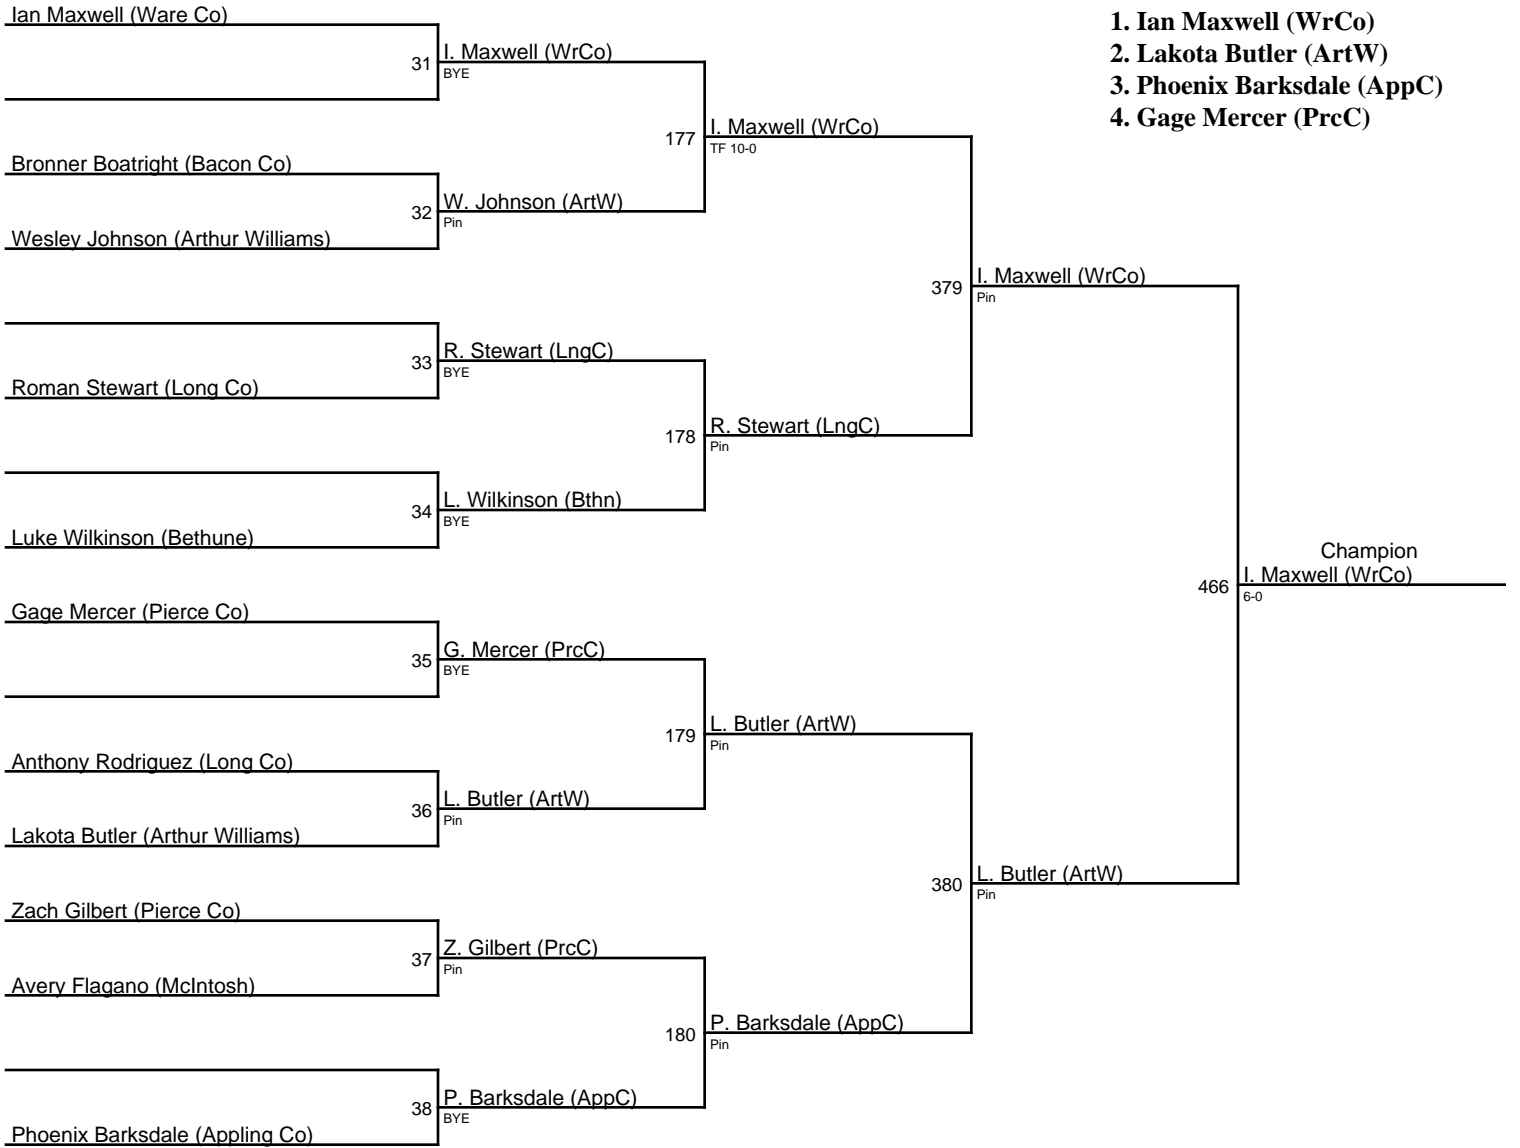 Ian Maxwell (Ware Co)
31
I. Maxwell (WrCo)
BYE
Bronner Boatright (Bacon Co)
32
W. Johnson (ArtW)
Pin
Wesley Johnson (Arthur Williams)
177
I. Maxwell (WrCo)
TF 10-0
33
R. Stewart (LngC)
BYE
Roman Stewart (Long Co)
178
R. Stewart (LngC)
Pin
34
L. Wilkinson (Bthn)
BYE
Luke Wilkinson (Bethune)
379
I. Maxwell (WrCo)
Pin
Gage Mercer (Pierce Co)
35
G. Mercer (PrcC)
BYE
Anthony Rodriguez (Long Co)
36
L. Butler (ArtW)
Pin
Lakota Butler (Arthur Williams)
179
L. Butler (ArtW)
Pin
Zach Gilbert (Pierce Co)
37
Z. Gilbert (PrcC)
Pin
Avery Flagano (McIntosh)
180
P. Barksdale (AppC)
Pin
38
P. Barksdale (AppC)
BYE
Phoenix Barksdale (Appling Co)
380
L. Butler (ArtW)
Pin
Champion
466
I. Maxwell (WrCo)
6-0
1. Ian Maxwell (WrCo)
2. Lakota Butler (ArtW)
3. Phoenix Barksdale (AppC)
4. Gage Mercer (PrcC)